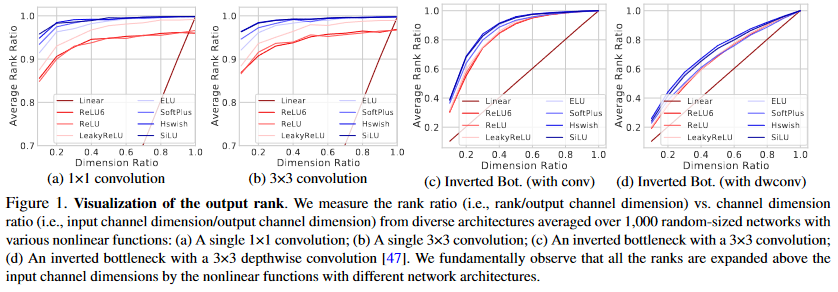 1.0
0.9
0.8
0.7
Average Rank Ratio
Linear
ReLU6
ReLU
LeakyReLU
ELU
SoftPlus
Hswish
SiLU
0.2 0.4 0.6 0.8 1.0
Dimension Ratio
(a) 1×1 convolution
1.0
0.9
0.8
0.7
Average Rank Ratio
Linear
ReLU6
ReLU
LeakyReLU
ELU
SoftPlus
Hswish
SiLU
0.2 0.4 0.6 0.8 1.0
Dimension Ratio
(b) 3×3 convolution
1.0
0.8
0.6
0.4
0.2
Average Rank Ratio
Linear
ReLU6
ReLU
LeakyReLU
ELU
SoftPlus
Hswish
SiLU
0.2 0.4 0.6 0.8 1.0
Dimension Ratio
(c) Inverted Bot. (with conv)
1.0
0.8
0.6
0.4
0.2
Average Rank Ratio
Linear
ReLU6
ReLU
LeakyReLU
ELU
SoftPlus
Hswish
SiLU
0.2 0.4 0.6 0.8 1.0
Dimension Ratio
(d) Inverted Bot. (with dwconv)
Figure 1. Visualization of the output rank. We measure the rank ratio (i.e., rank/output channel dimension) vs. channel dimension
ratio (i.e., input channel dimension/output channel dimension) from diverse architectures averaged over 1,000 random-sized networks with
various nonlinear functions: (a) A single 1×1 convolution; (b) A single 3×3 convolution; (c) An inverted bottleneck with a 3×3 convolution;
(d) An inverted bottleneck with a 3×3 depthwise convolution [47]. We fundamentally observe that all the ranks are expanded above the
input channel dimensions by the nonlinear functions with different network architectures.